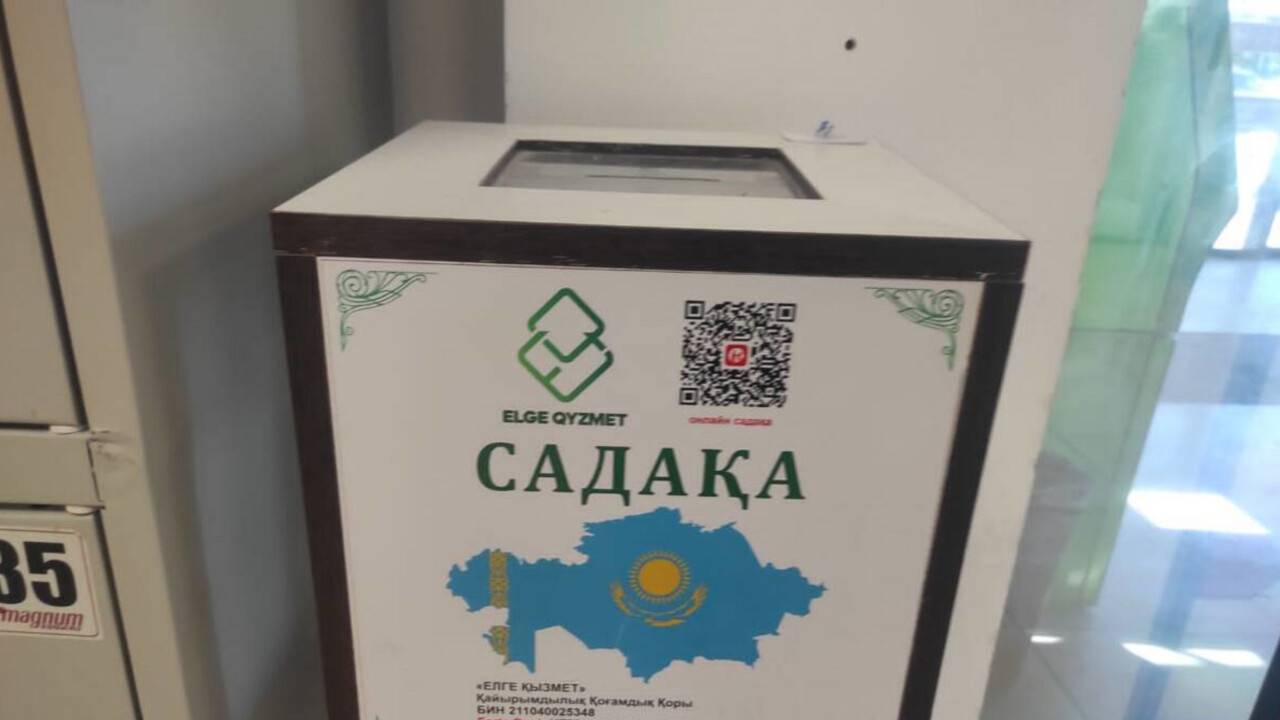 ELGE QYZMET
онлайн садақа
САДАҚА
«ЕЛГЕ ҚЫЗМЕТ»
Қайырымдылық Қоғамдық Қоры
БИН 211040025348
35
magnum